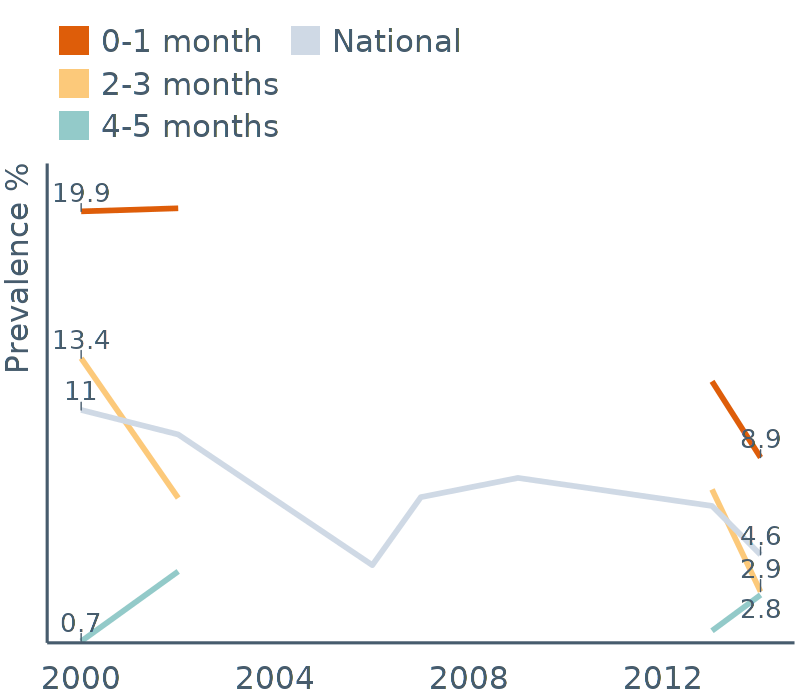 0-1 month National
2-3 months
4-5 months
Prevalence %
19.9
13.4
11
0.7
8.9
4.6
2.9
2.8
2000 2004 2008 2012